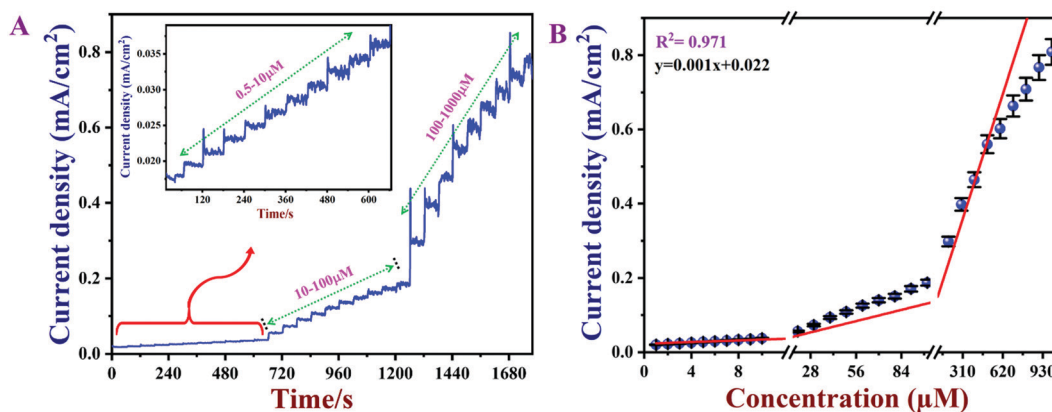 A
Current density (mA/cm²)
0.8
0.6
0.4
0.2
0.0
0
240
480
720
960
1200
1440
1680
Time/s
10-100μM
100-1000μM
Current density (mA/cm²)
0.035
0.030
0.025
0.020
120
240
360
480
600
Time/s
0.5-10μM
B
R²= 0.971
y=0.001x+0.022
Current density (mA/cm²)
0.8
0.6
0.4
0.2
0.0
0
4
8
28
56
84
310
620
930
Concentration (μM)